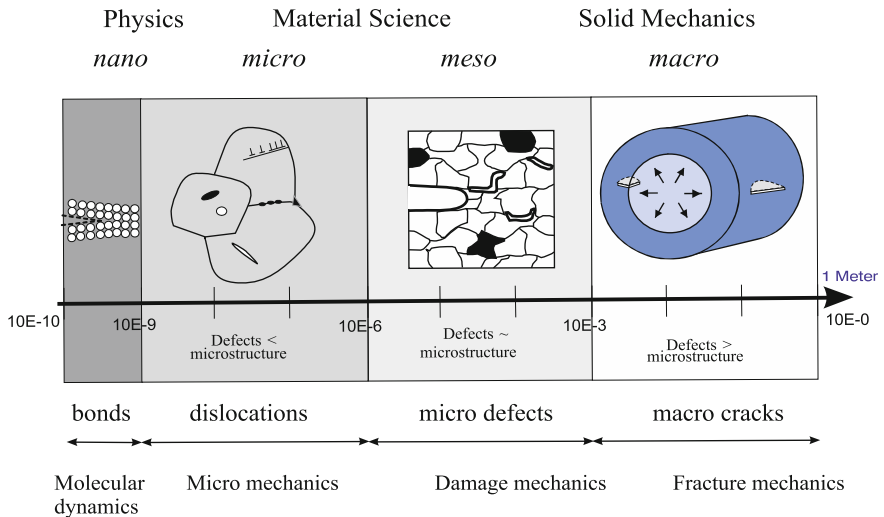 Physics Material Science Solid Mechanics
nano micro meso macro
1 Meter
10E-10 10E-9 10E-6 10E-3 10E-0
Defects < Defects ~ Defects >
microstructure microstructure microstructure
bonds dislocations micro defects macro cracks
Molecular Micro mechanics Damage mechanics Fracture mechanics
dynamics